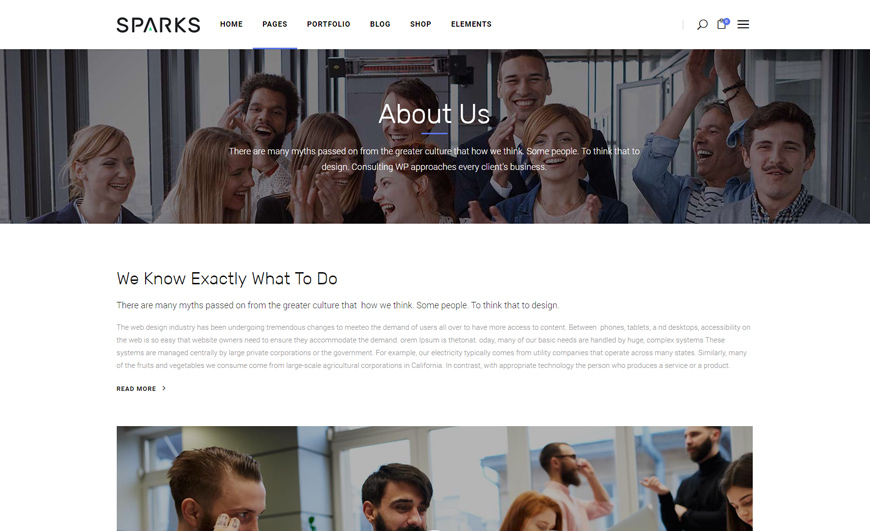 SPARKS HOME PAGES PORTFOLIO BLOG SHOP ELEMENTS
About Us
There are many myths passed on from the greater culture that how we think. Some people. To think that to
design. Consulting WP approaches every client's business.
We Know Exactly What To Do
There are many myths passed on from the greater culture that how we think. Some people. To think that to design.
The web design industry has been undergoing tremendous changes to meeteo the demand of users all over to have more access to content. Between phones, tablets, a nd desktops, accessibility on
the web is so easy that website owners need to ensure they accommodate the demand. orem Ipsum is thetonat. oday, many of our basic needs are handled by huge, complex systems These
systems are managed centrally by large private corporations or the government. For example, our electricity typically comes from utility companies that operate across many states. Similarly, many
of the fruits and vegetables we consume come from large-scale agricultural corporations in California. In contrast, with appropriate technology the person who produces a service or a product.
READ MORE